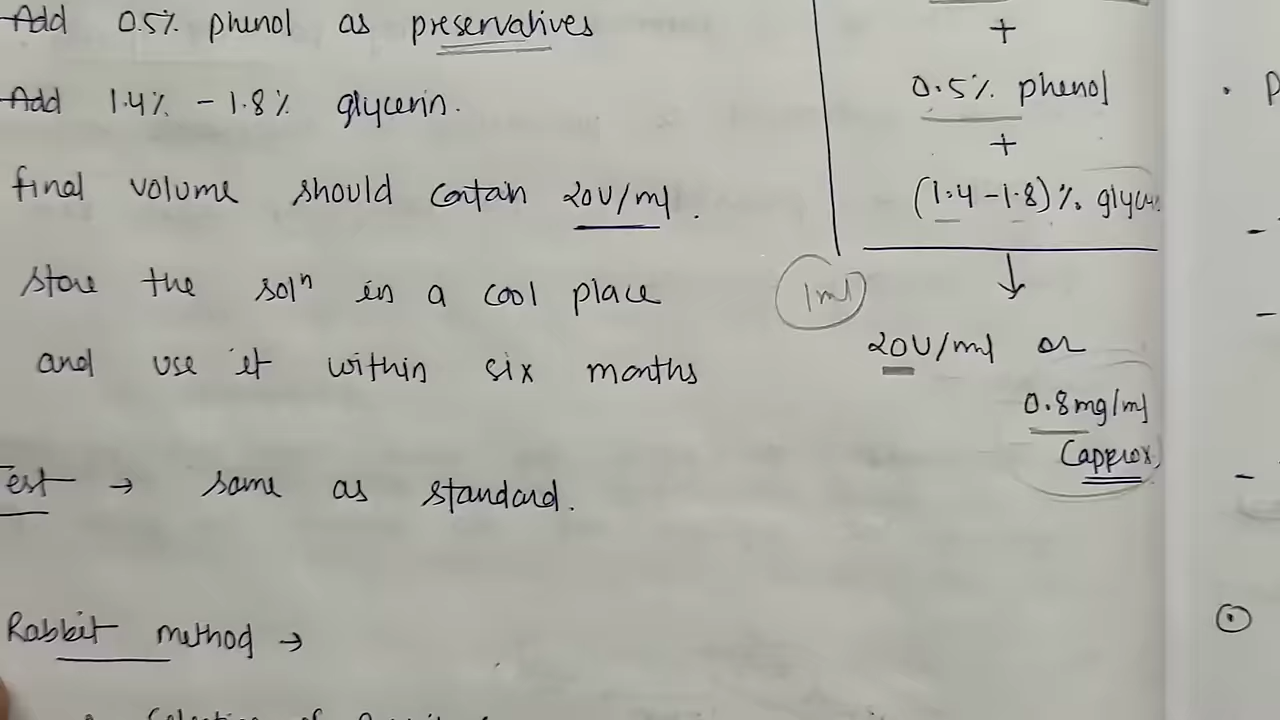 Add 0.5% phenol as preservatives
Add 1.4% - 1.8% glycerin.
final volume should contain 20U/ml.
store the solⁿ in a cool place
and use it within six months
Test → same as standard.
Rabbit method →
+
0.5% phenol
+
(1.4-1.8)% glyc
↓
1ml
20U/ml or
0.8mg/ml
(approx)